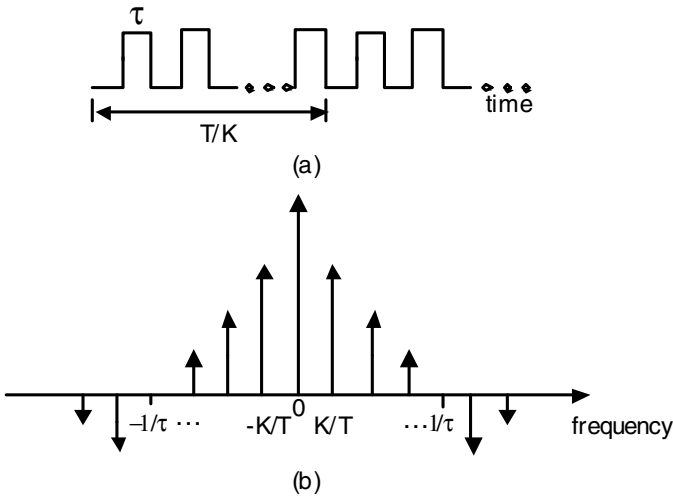 τ
time
T/K
(a)
−1/τ ··· -K/T 0 K/T ···1/τ
frequency
(b)